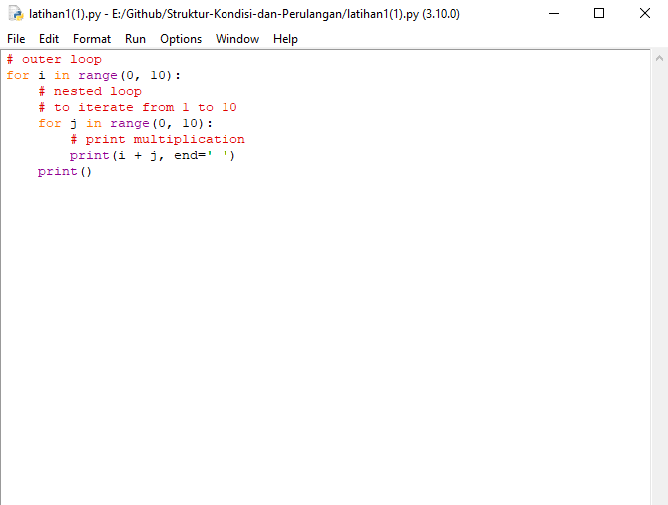 latihan1(1).py - E:/Github/Struktur-Kondisi-dan-Perulangan/latihan1(1).py (3.10.0)
File Edit Format Run Options Window Help
# outer loop
for i in range(0, 10):
    # nested loop
    # to iterate from 1 to 10
    for j in range(0, 10):
        # print multiplication
        print(i + j, end=' ')
    print()